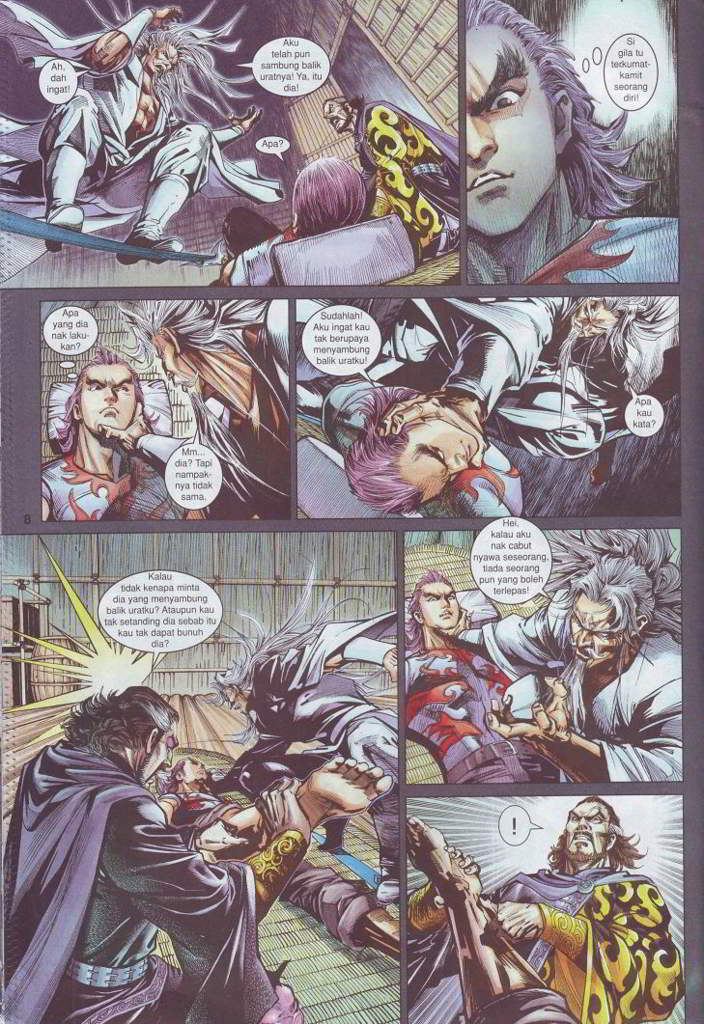 Ah,
dah
ingat!
Aku
telah pun
sambung balik
uratnya! Ya, itu
dia!
Apa?
Si
gila tu
terkumat-
kamit
seorang
diri!
Apa
yang dia
nak laku-
kan?
Mm...
dia? Tapi
nampak-
nya tidak
sama.
Sudahlah!
Aku ingat kau
tak berupaya
menyambung
balik uratku!
Apa
kau
kata?
8
Kalau
tidak kenapa minta
dia yang menyambung
balik uratku? Ataupun kau
tak setanding dia sebab itu
kau tak dapat bunuh
dia?
Hei,
kalau aku
nak cabut
nyawa seseorang,
tiada seorang
pun yang boleh
terlepas!
!